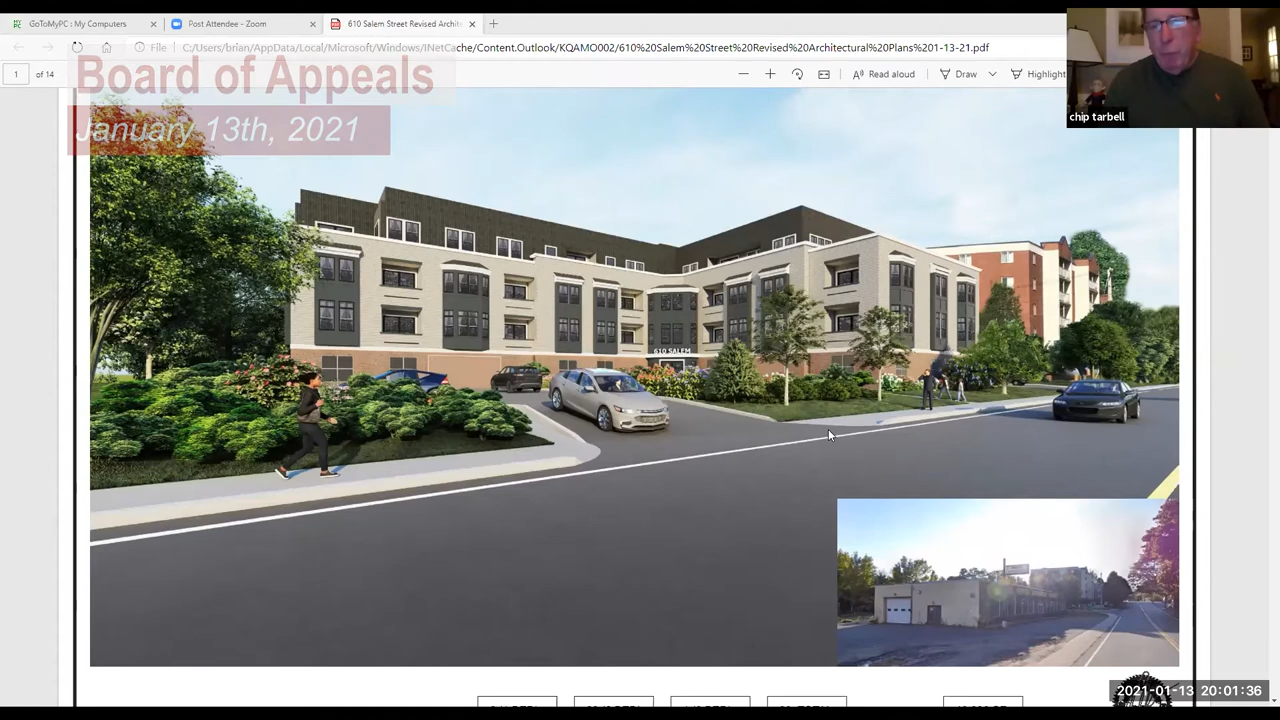 GoToMyPC : My Computers
Post Attendee - Zoom
610 Salem Street Revised Archite
File
C:/Users/brian/AppData/Local/Microsoft/Windows/INetCache/Content.Outlook/KQAMO002/610%20Salem%20Street%20Revised%20Architectural%20Plans%201-13-21.pdf
1 of 14
Read aloud
Draw
Highlight
Board of Appeals
January 13th, 2021
chip tarbell
610 SALEM
2021-01-13 20:01:36